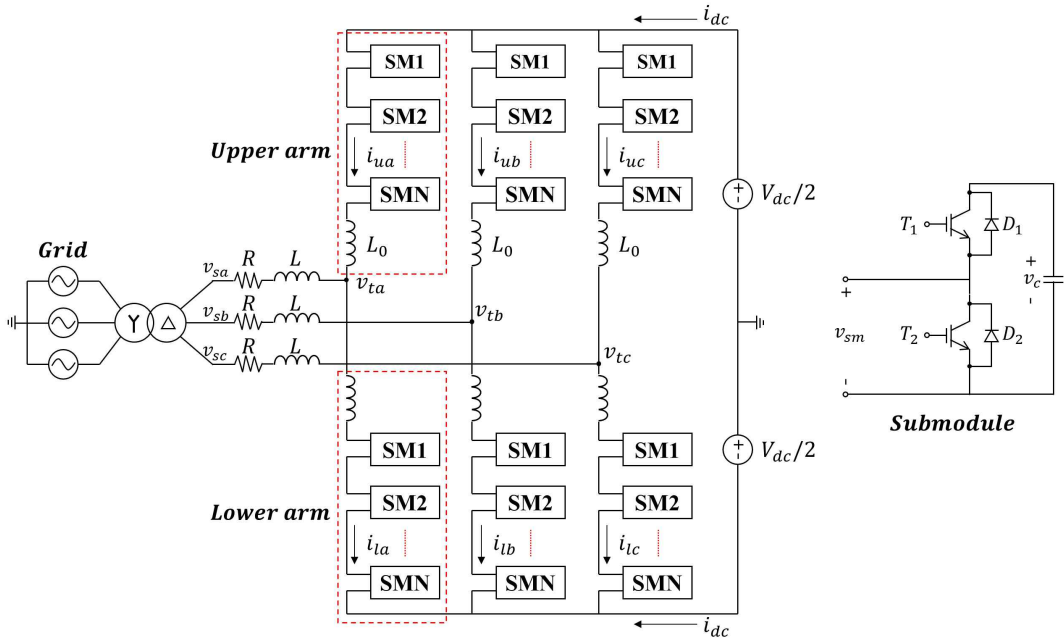 i_dc
SM1 SM1 SM1
SM2 SM2 SM2
Upper arm
i_ua i_ub i_uc
SMN SMN SMN
V_dc/2
L_0 L_0 L_0
Grid
v_sa R L
v_ta
v_sb R L
v_tb
v_sc R L
v_tc
Y Δ
SM1 SM1 SM1
V_dc/2
SM2 SM2 SM2
Lower arm
i_la i_lb i_lc
SMN SMN SMN
i_dc
T_1 D_1
+
v_c
-
+
v_sm
-
T_2 D_2
Submodule